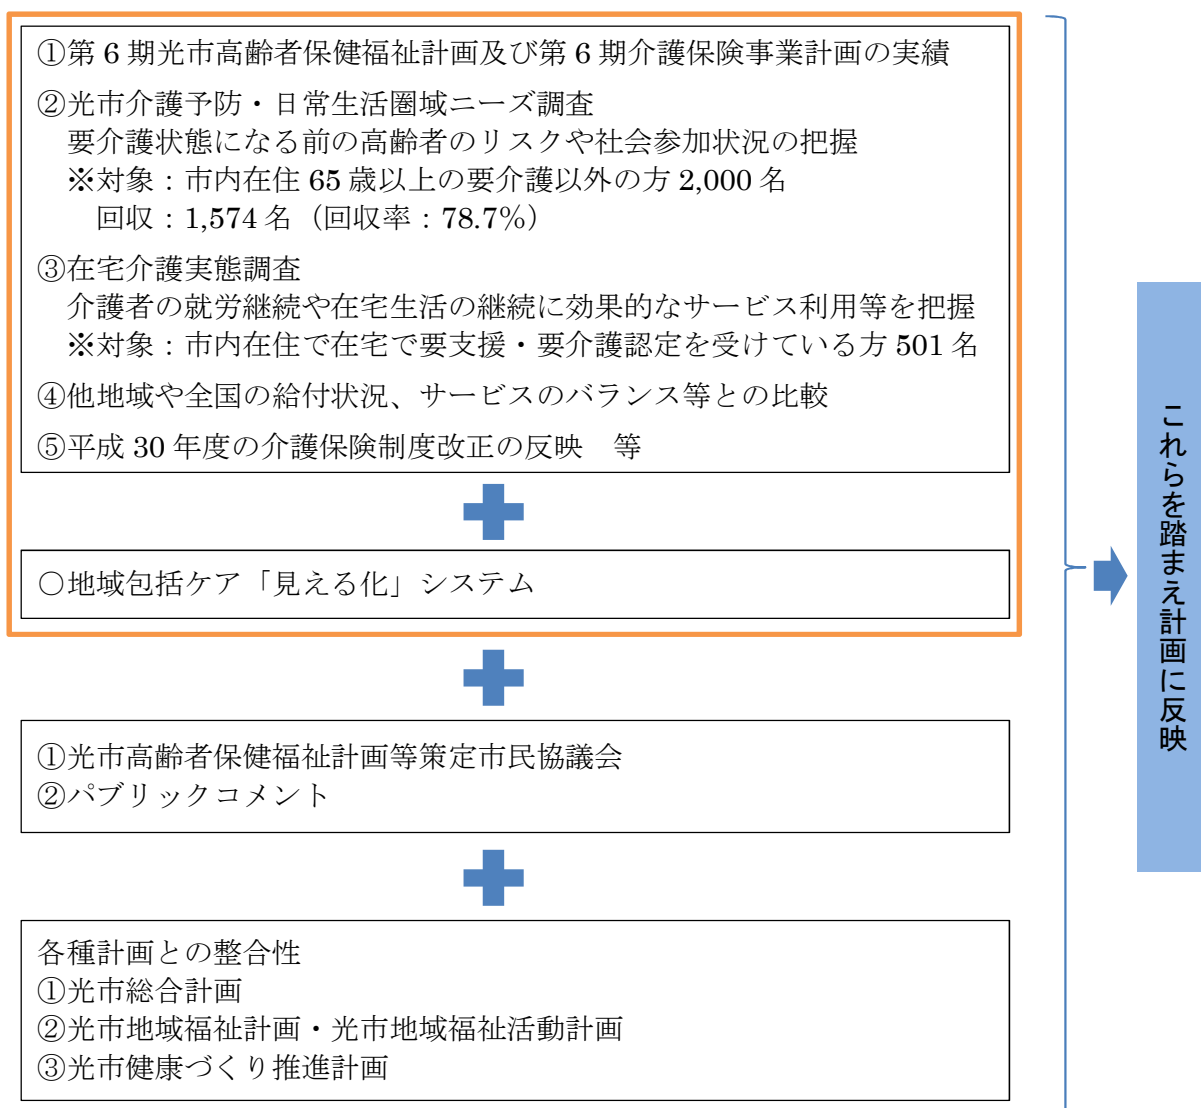 ①第6期光市高齢者保健福祉計画及び第6期介護保険事業計画の実績
②光市介護予防・日常生活圏域ニーズ調査
要介護状態になる前の高齢者のリスクや社会参加状況の把握
※対象：市内在住65歳以上の要介護以外の方2,000名
回収：1,574名（回収率：78.7％）
③在宅介護実態調査
介護者の就労継続や在宅生活の継続に効果的なサービス利用等を把握
※対象：市内在住で在宅で要支援・要介護認定を受けている方501名
④他地域や全国の給付状況、サービスのバランス等との比較
⑤平成30年度の介護保険制度改正の反映　等
○地域包括ケア「見える化」システム
①光市高齢者保健福祉計画等策定市民協議会
②パブリックコメント
各種計画との整合性
①光市総合計画
②光市地域福祉計画・光市地域福祉活動計画
③光市健康づくり推進計画
これらを踏まえ計画に反映